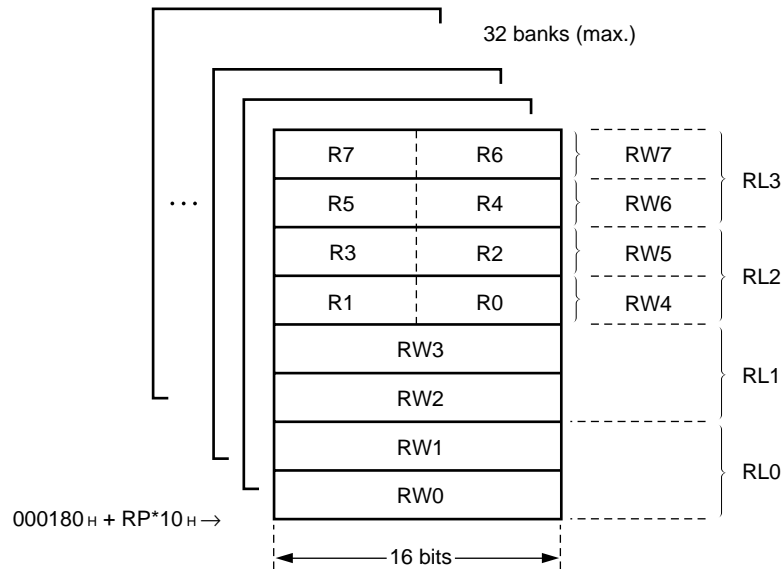 32 banks (max.)
R7 R6 RW7
RL3
R5 R4 RW6
...
R3 R2 RW5
RL2
R1 R0 RW4
RW3
RL1
RW2
RW1
RL0
RW0
000180H + RP*10H →
16 bits